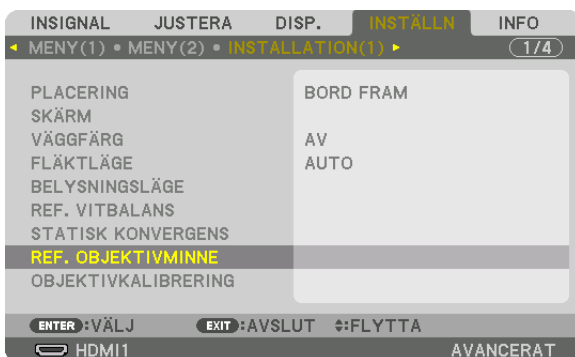 INSIGNAL JUSTERA DISP. INSTÄLLN INFO
MENY(1) • MENY(2) • INSTALLATION(1) 1/4
PLACERING BORD FRAM
SKÄRM
VÄGGFÄRG AV
FLÄKTLÄGE AUTO
BELYSNINGSLÄGE
REF. VITBALANS
STATISK KONVERGENS
REF. OBJEKTIVMINNE
OBJEKTIVKALIBRERING
ENTER :VÄLJ EXIT :AVSLUT :FLYTTA
HDMI1 AVANCERAT